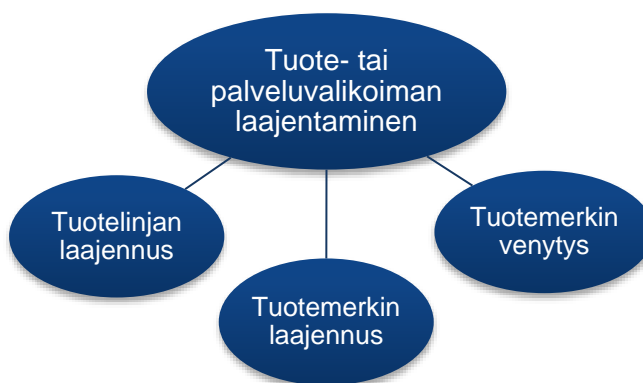 Tuote- tai
palveluvalikoiman
laajentaminen
Tuotelinjan
laajennus
Tuotemerkin
venytys
Tuotemerkin
laajennus